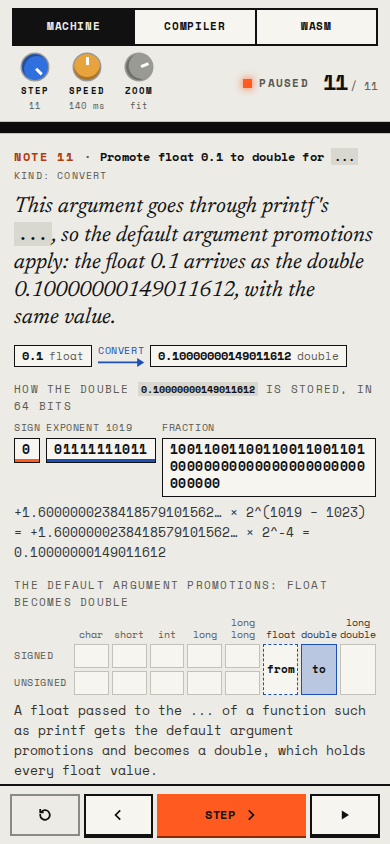 MACHINE COMPILER WASM
STEP SPEED ZOOM
11 140 ms fit
PAUSED 11 / 11
NOTE 11 · Promote float 0.1 to double for ...
KIND: CONVERT
This argument goes through printf's
..., so the default argument promotions
apply: the float 0.1 arrives as the double
0.10000000149011612, with the
same value.
0.1 float CONVERT 0.10000000149011612 double
HOW THE DOUBLE 0.10000000149011612 IS STORED, IN
64 BITS
SIGN EXPONENT 1019 FRACTION
0 01111111011 10011001100110011001101
00000000000000000000000
000000
+1.6000000238418579101562… × 2^(1019 − 1023)
= +1.6000000238418579101562… × 2^-4 =
0.10000000149011612
THE DEFAULT ARGUMENT PROMOTIONS: FLOAT
BECOMES DOUBLE
char short int long long long float double long double
SIGNED
from to
UNSIGNED
A float passed to the ... of a function such
as printf gets the default argument
promotions and becomes a double, which holds
every float value.
STEP